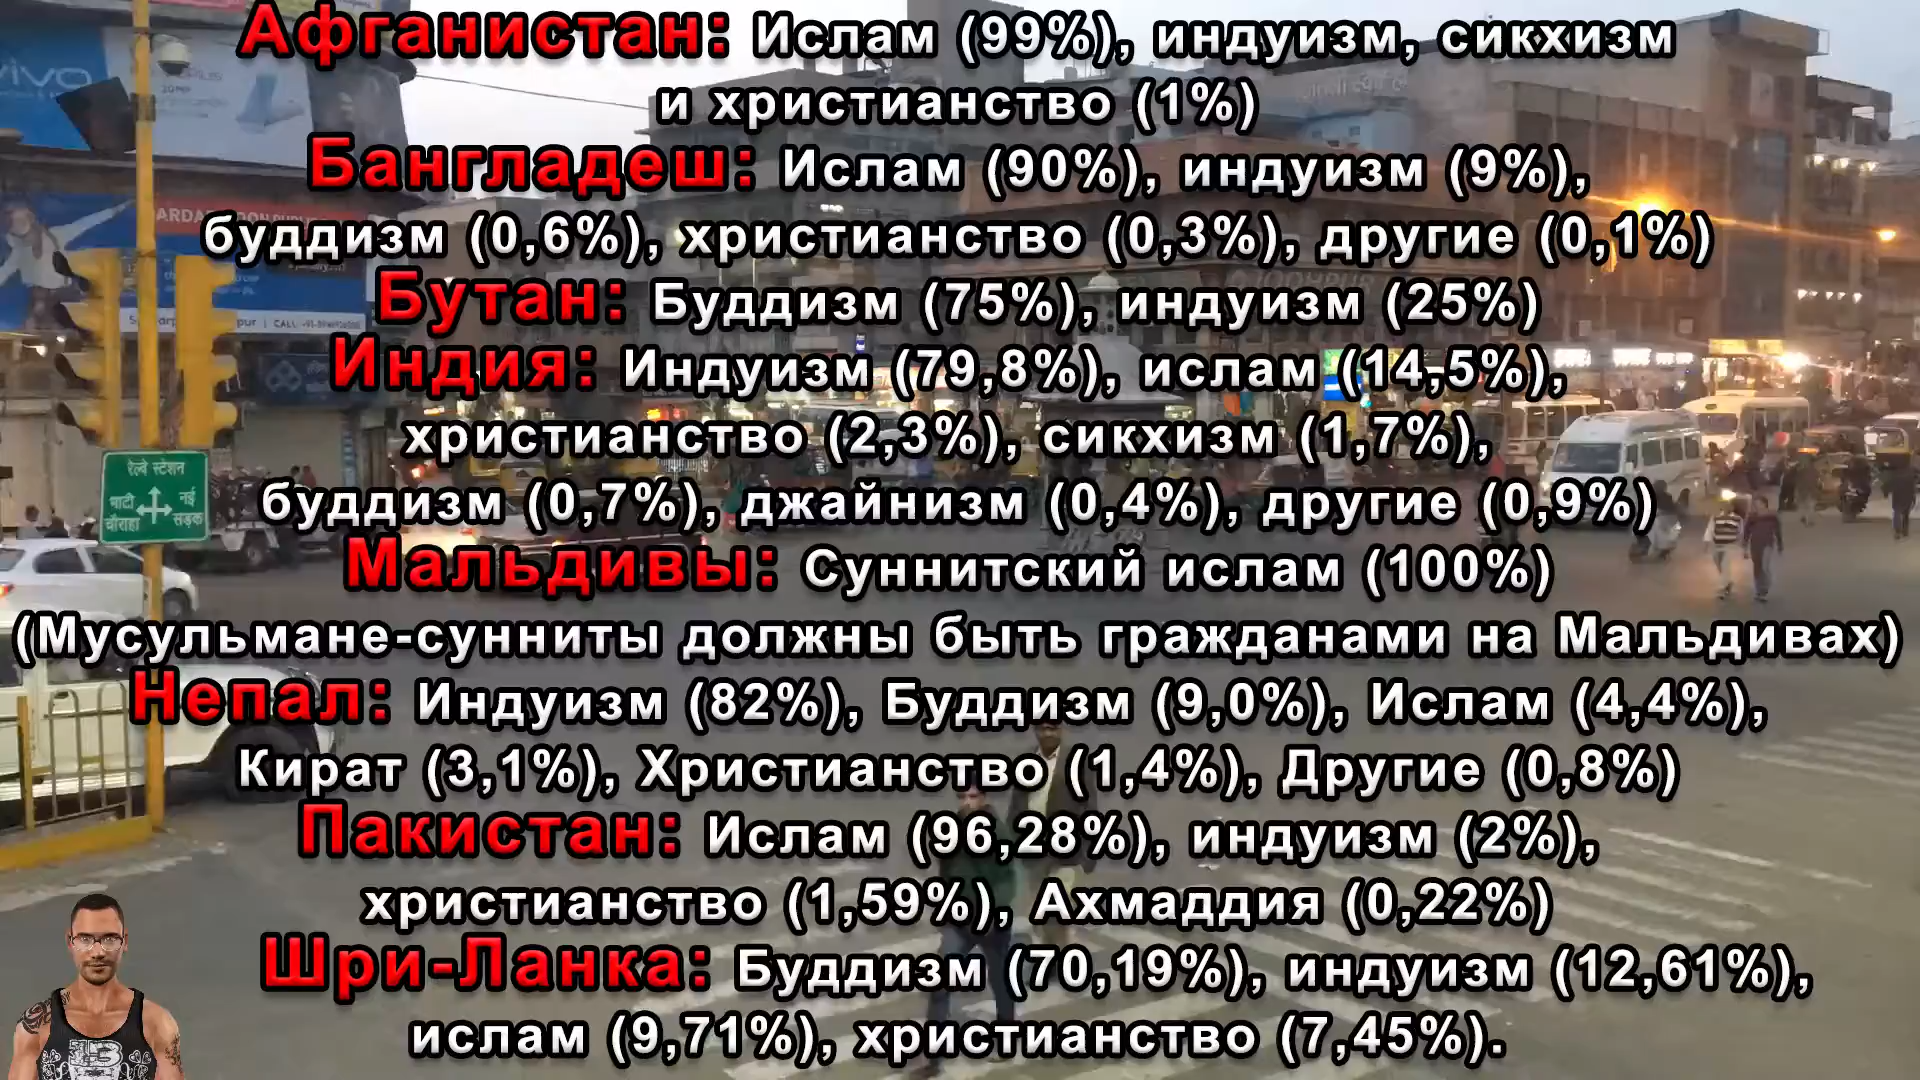 Афганистан: Ислам (99%), индуизм, сикхизм
и христианство (1%)
Бангладеш: Ислам (90%), индуизм (9%),
буддизм (0,6%), христианство (0,3%), другие (0,1%)
Бутан: Буддизм (75%), индуизм (25%)
Индия: Индуизм (79,8%), ислам (14,5%),
христианство (2,3%), сикхизм (1,7%),
буддизм (0,7%), джайнизм (0,4%), другие (0,9%)
Мальдивы: Суннитский ислам (100%)
(Мусульмане-сунниты должны быть гражданами на Мальдивах)
Непал: Индуизм (82%), Буддизм (9,0%), Ислам (4,4%),
Кират (3,1%), Христианство (1,4%), Другие (0,8%)
Пакистан: Ислам (96,28%), индуизм (2%),
христианство (1,59%), Ахмаддия (0,22%)
Шри-Ланка: Буддизм (70,19%), индуизм (12,61%),
ислам (9,71%), христианство (7,45%).
vivo
रेल्वे स्टेशन
भाटी नई
चौराहा सड़क
13